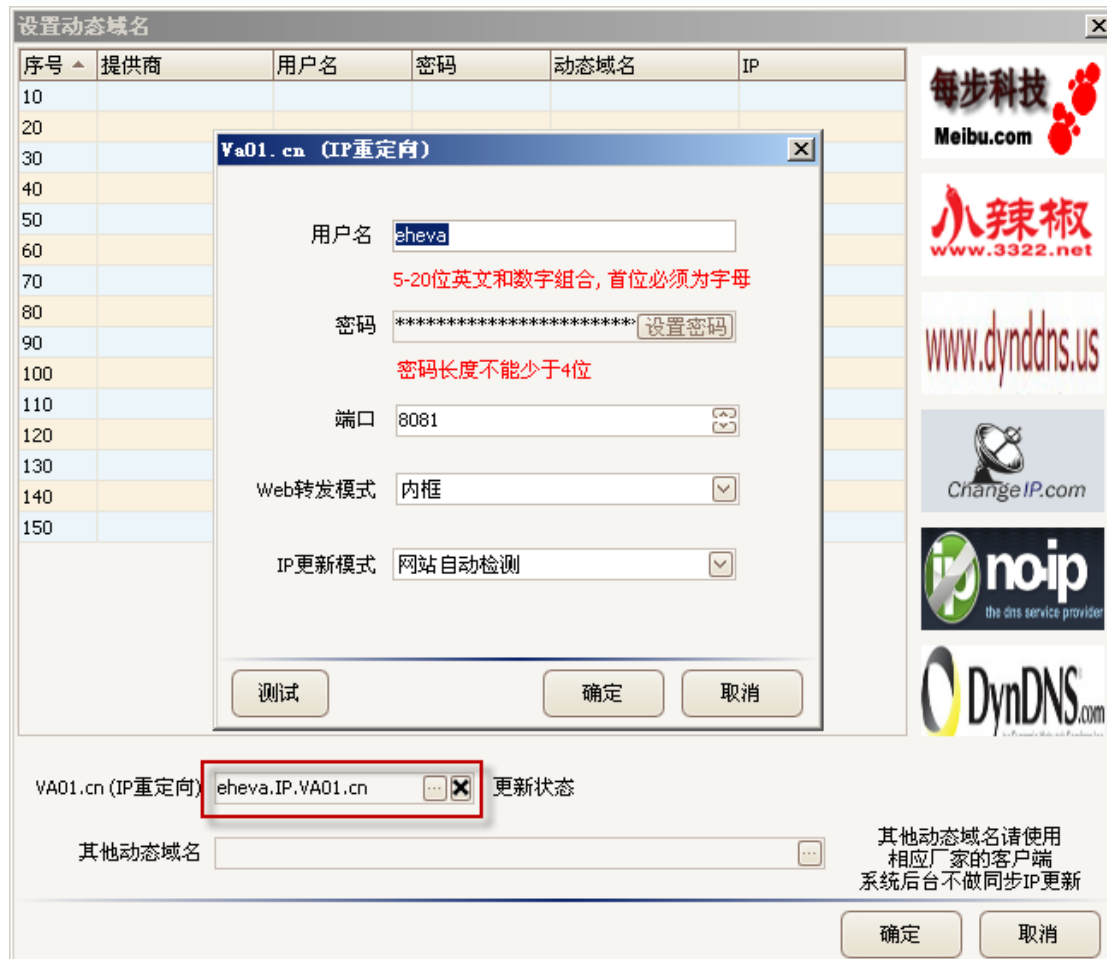 设置动态域名
序号 提供商 用户名 密码 动态域名 IP
10
20
30
40
50
60
70
80
90
100
110
120
130
140
150
Va01.cn (IP重定向)
用户名 eheva
5-20位英文和数字组合, 首位必须为字母
密码 *********************** 设置密码
密码长度不能少于4位
端口 8081
Web转发模式 内框
IP更新模式 网站自动检测
测试 确定 取消
每步科技
Meibu.com
小辣椒
www.3322.net
www.dynddns.us
ChangeIP.com
no-ip
the dns service provider
DynDNS.com
VA01.cn (IP重定向) eheva.IP.VA01.cn 更新状态
其他动态域名
其他动态域名请使用
相应厂家的客户端
系统后台不做同步IP更新
确定 取消